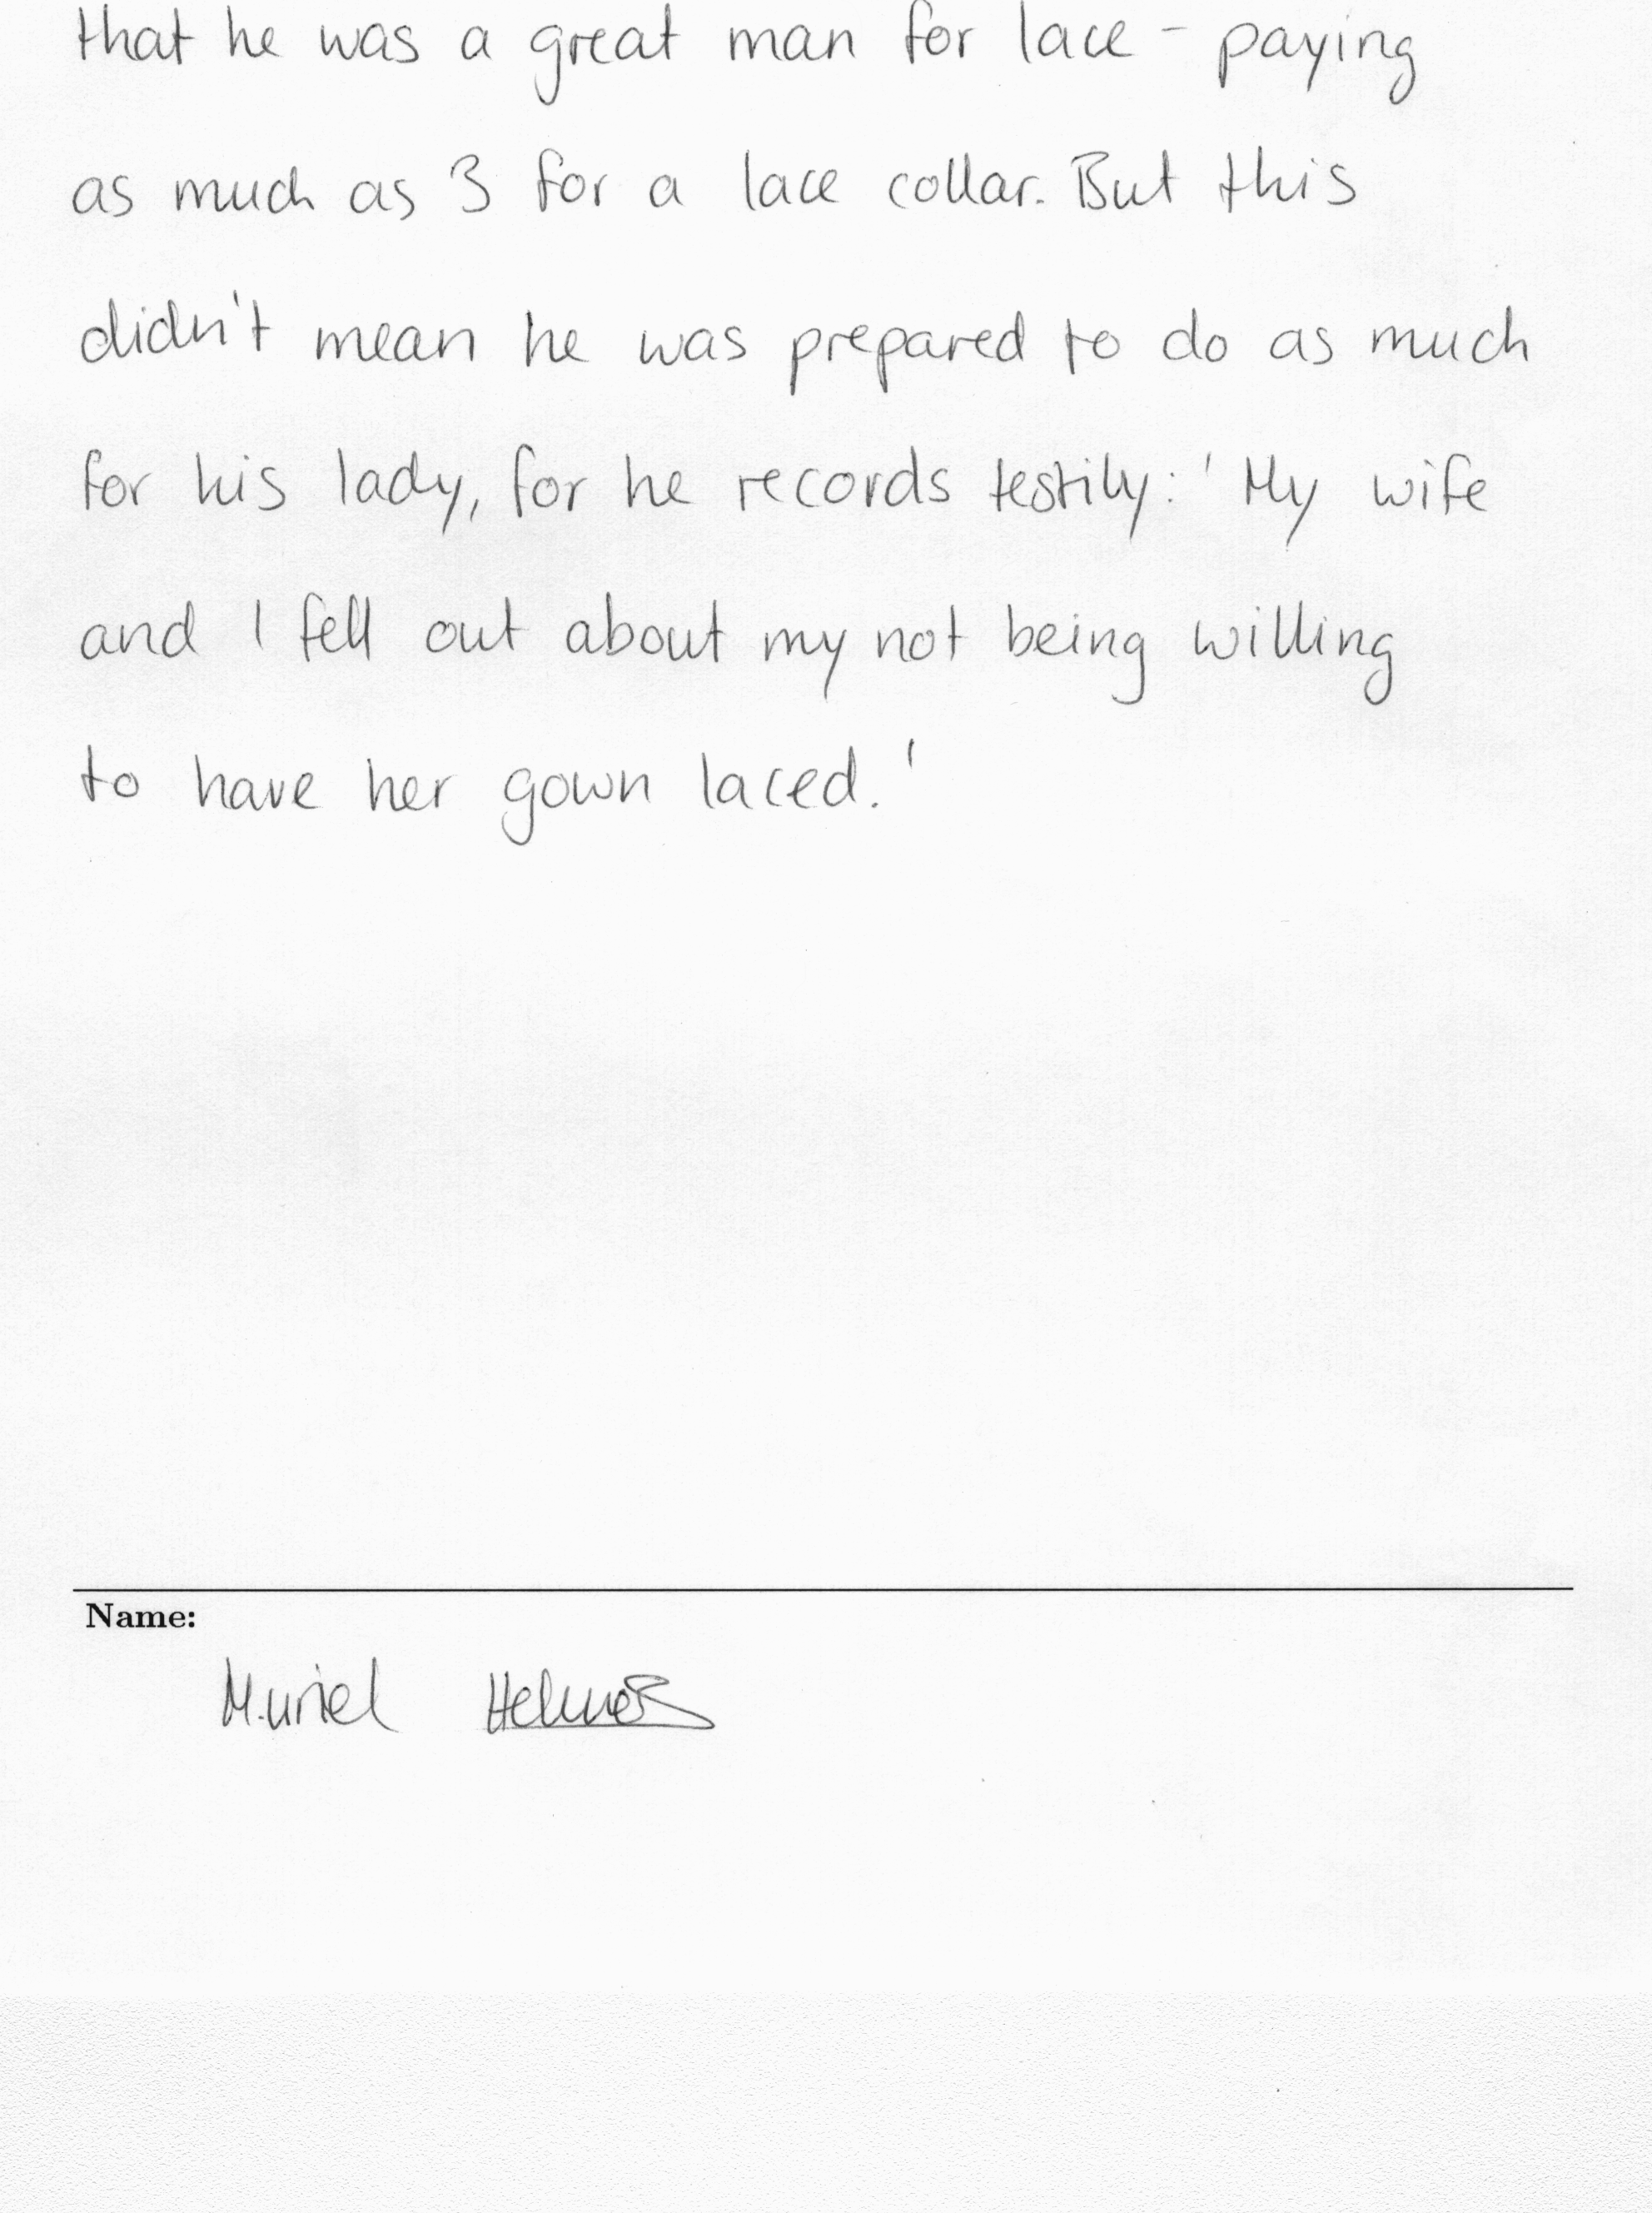 that he was a great man for lace - paying
as much as 3 for a lace collar. But this
didn't mean he was prepared to do as much
for his lady, for he records testily: 'My wife
and I fell out about my not being willing
to have her gown laced.'
Name:
Muriel